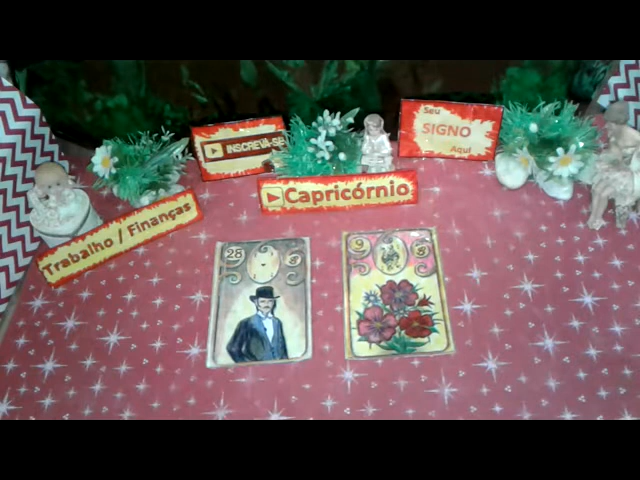 INSCREVA-SE
Seu
SIGNO
Aqui
Capricórnio
Trabalho / Finanças
28
9